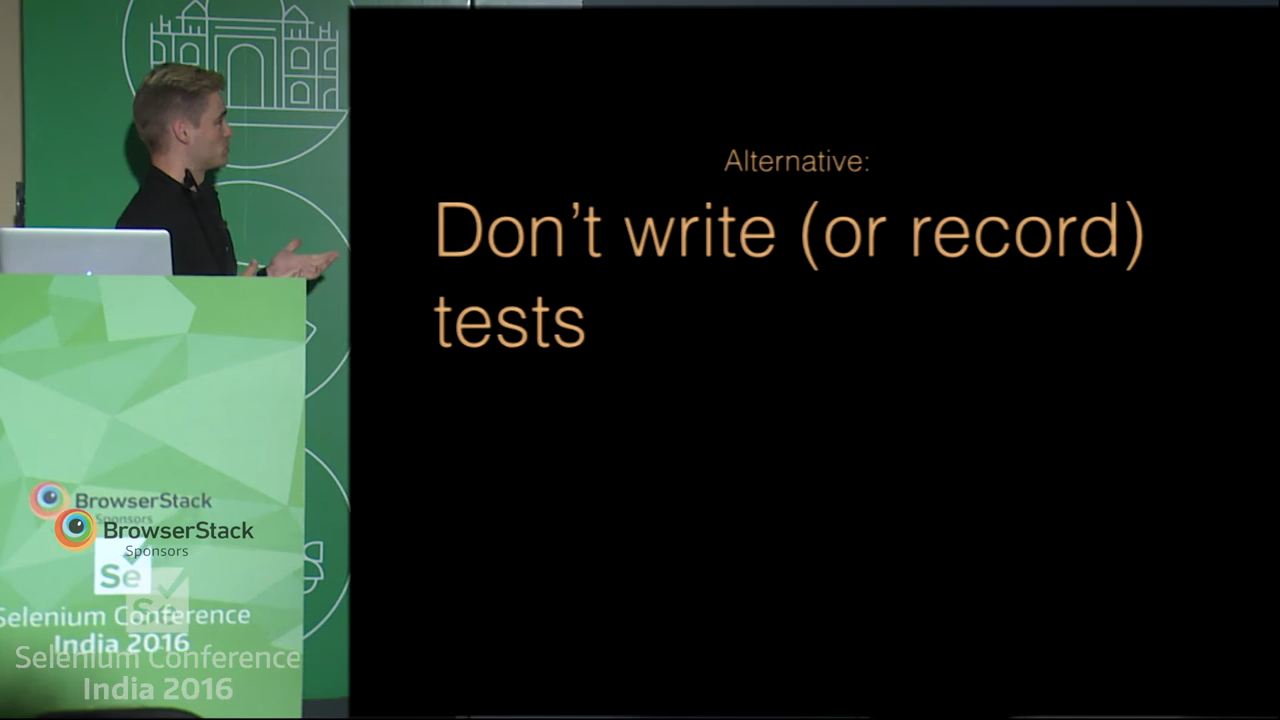 Alternative:
Don't write (or record)
tests
BrowserStack
Sponsors
BrowserStack
Sponsors
Se
Selenium Conference
India 2016
Se
Selenium Conference
India 2016